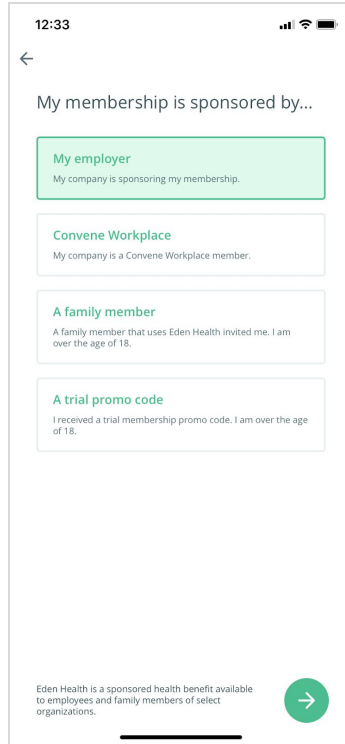 12:33
My membership is sponsored by...
My employer
My company is sponsoring my membership.
Convene Workplace
My company is a Convene Workplace member.
A family member
A family member that uses Eden Health invited me. I am
over the age of 18.
A trial promo code
I received a trial membership promo code. I am over the age
of 18.
Eden Health is a sponsored health benefit available
to employees and family members of select
organizations.